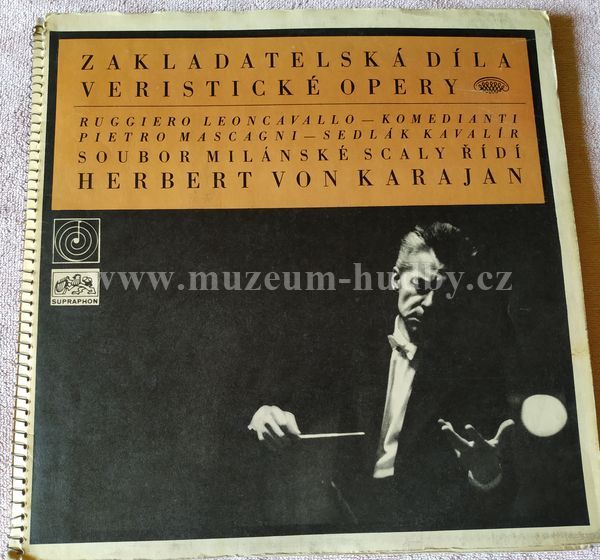 ZAKLADATELSKÁ DÍLA
VERISTICKÉ OPERY
RUGGIERO LEONCAVALLO – KOMEDIANTI
PIETRO MASCAGNI – SEDLÁK KAVALÍR
SOUBOR MILÁNSKÉ SCALY ŘÍDÍ
HERBERT VON KARAJAN
www.muzeum-hudby.cz
SUPRAPHON